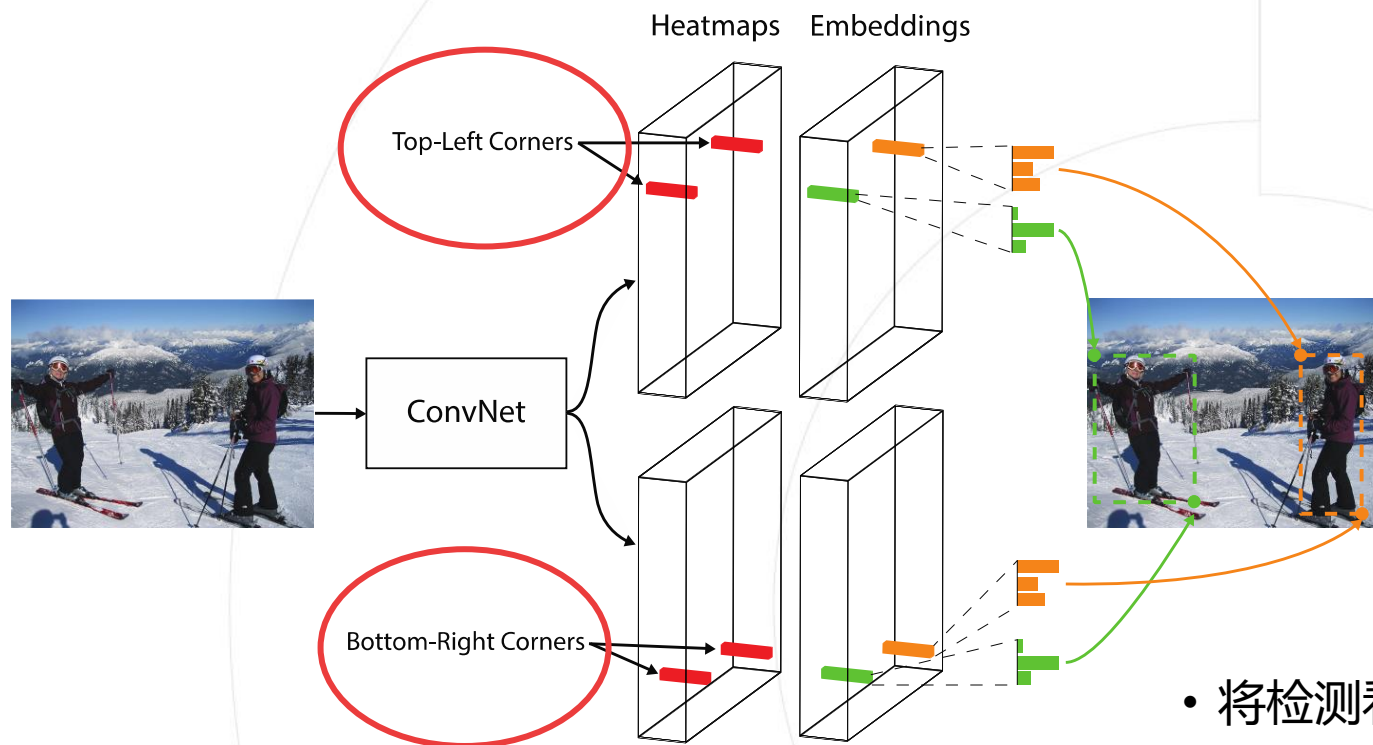 Heatmaps Embeddings
Top-Left Corners
ConvNet
Bottom-Right Corners
• 将检测